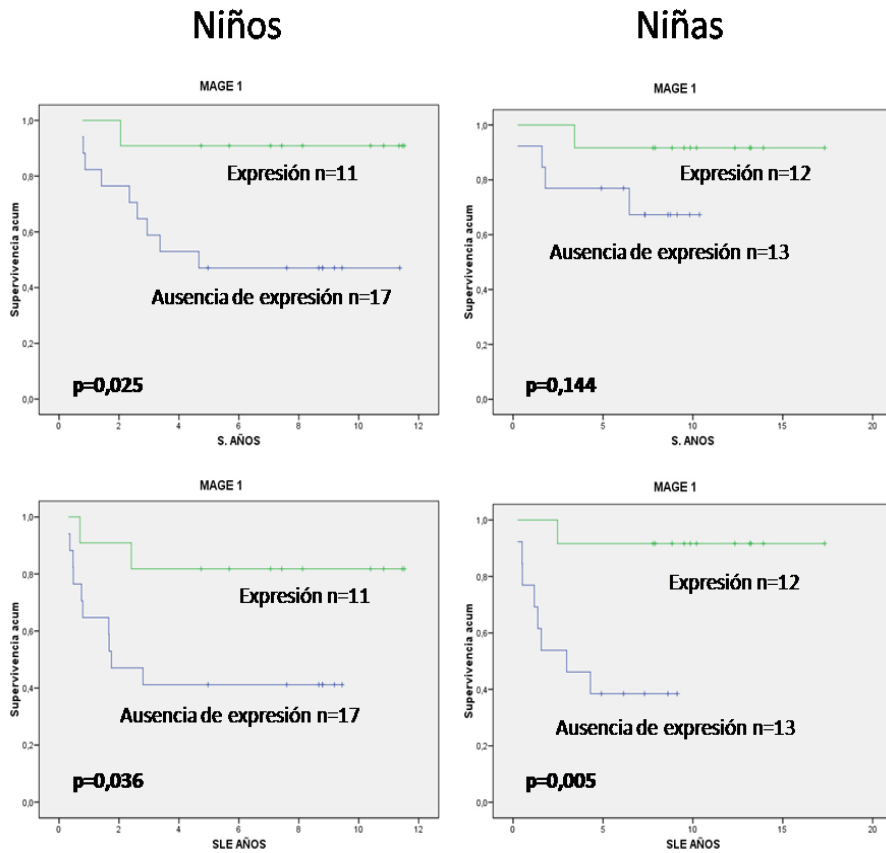 Niños
Niñas
MAGE 1
Supervivencia acum
1,0
0,8
0,6
0,4
0,2
0,0
Expresión n=11
Ausencia de expresión n=17
p=0,025
0 2 4 6 8 10 12
S. AÑOS
MAGE 1
Supervivencia acum
1,0
0,8
0,6
0,4
0,2
0,0
Expresión n=12
Ausencia de expresión n=13
p=0,144
0 5 10 15 20
S. ANOS
MAGE 1
Supervivencia acum
1,0
0,8
0,6
0,4
0,2
0,0
Expresión n=11
Ausencia de expresión n=17
p=0,036
0 2 4 6 8 10 12
SLE AÑOS
MAGE 1
Supervivencia acum
1,0
0,8
0,6
0,4
0,2
0,0
Expresión n=12
Ausencia de expresión n=13
p=0,005
0 5 10 15 20
SLE AÑOS